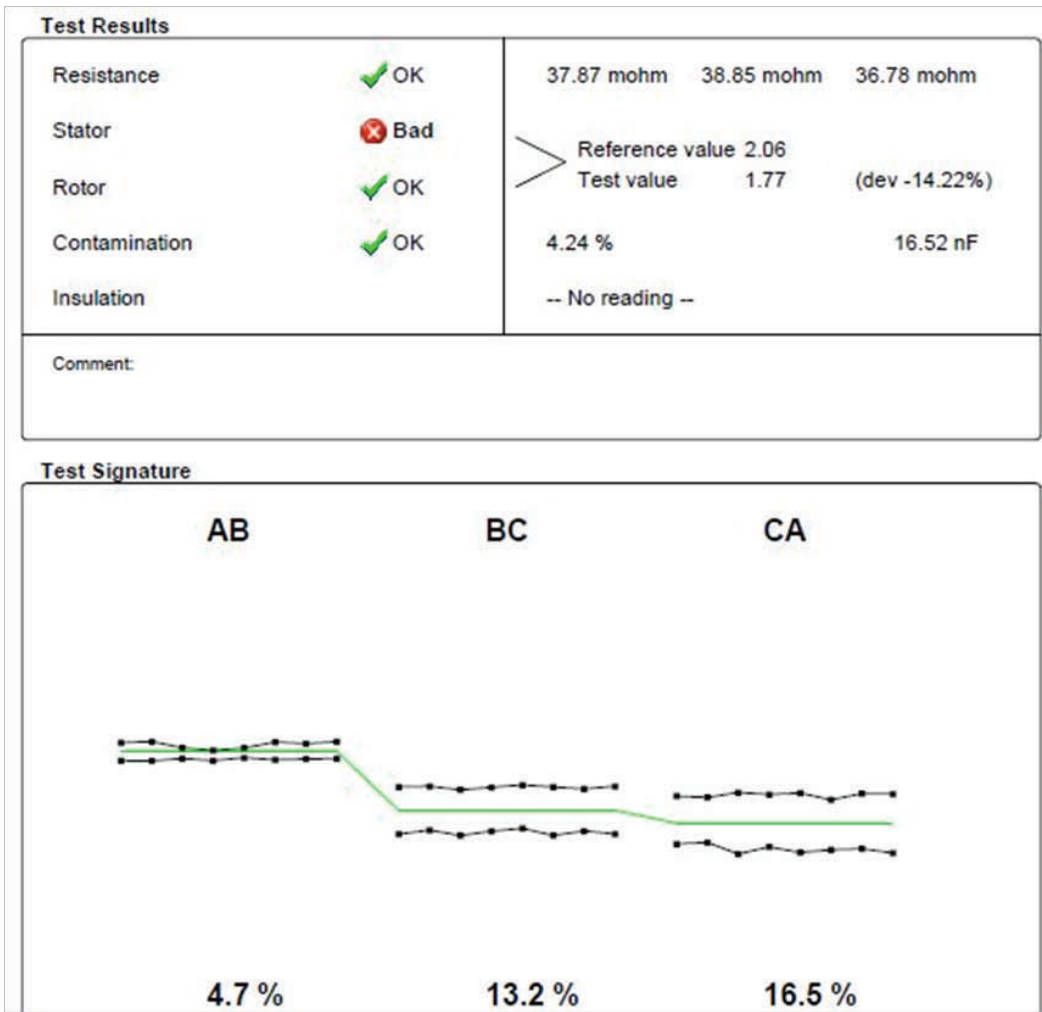 Test Results
Resistance OK 37.87 mohm 38.85 mohm 36.78 mohm
Stator Bad
Reference value 2.06
Test value 1.77 (dev -14.22%)
Rotor OK
Contamination OK 4.24 % 16.52 nF
Insulation -- No reading --
Comment:
Test Signature
AB BC CA
4.7 % 13.2 % 16.5 %